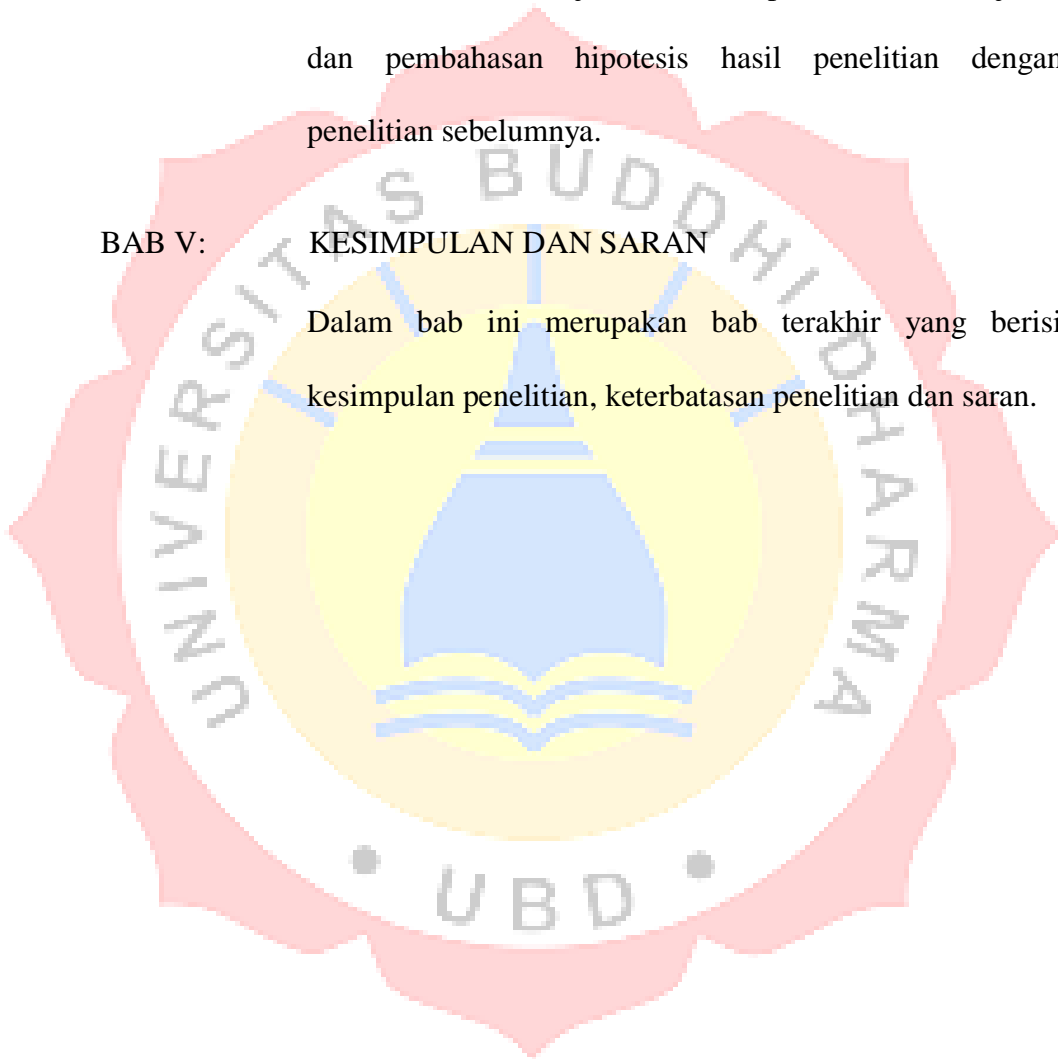 dan pembahasan hipotesis hasil penelitian dengan
penelitian sebelumnya.
BAB V: KESIMPULAN DAN SARAN
Dalam bab ini merupakan bab terakhir yang berisi
kesimpulan penelitian, keterbatasan penelitian dan saran.
UNIVERSITAS BUDDHI DHARMA
• UBD •